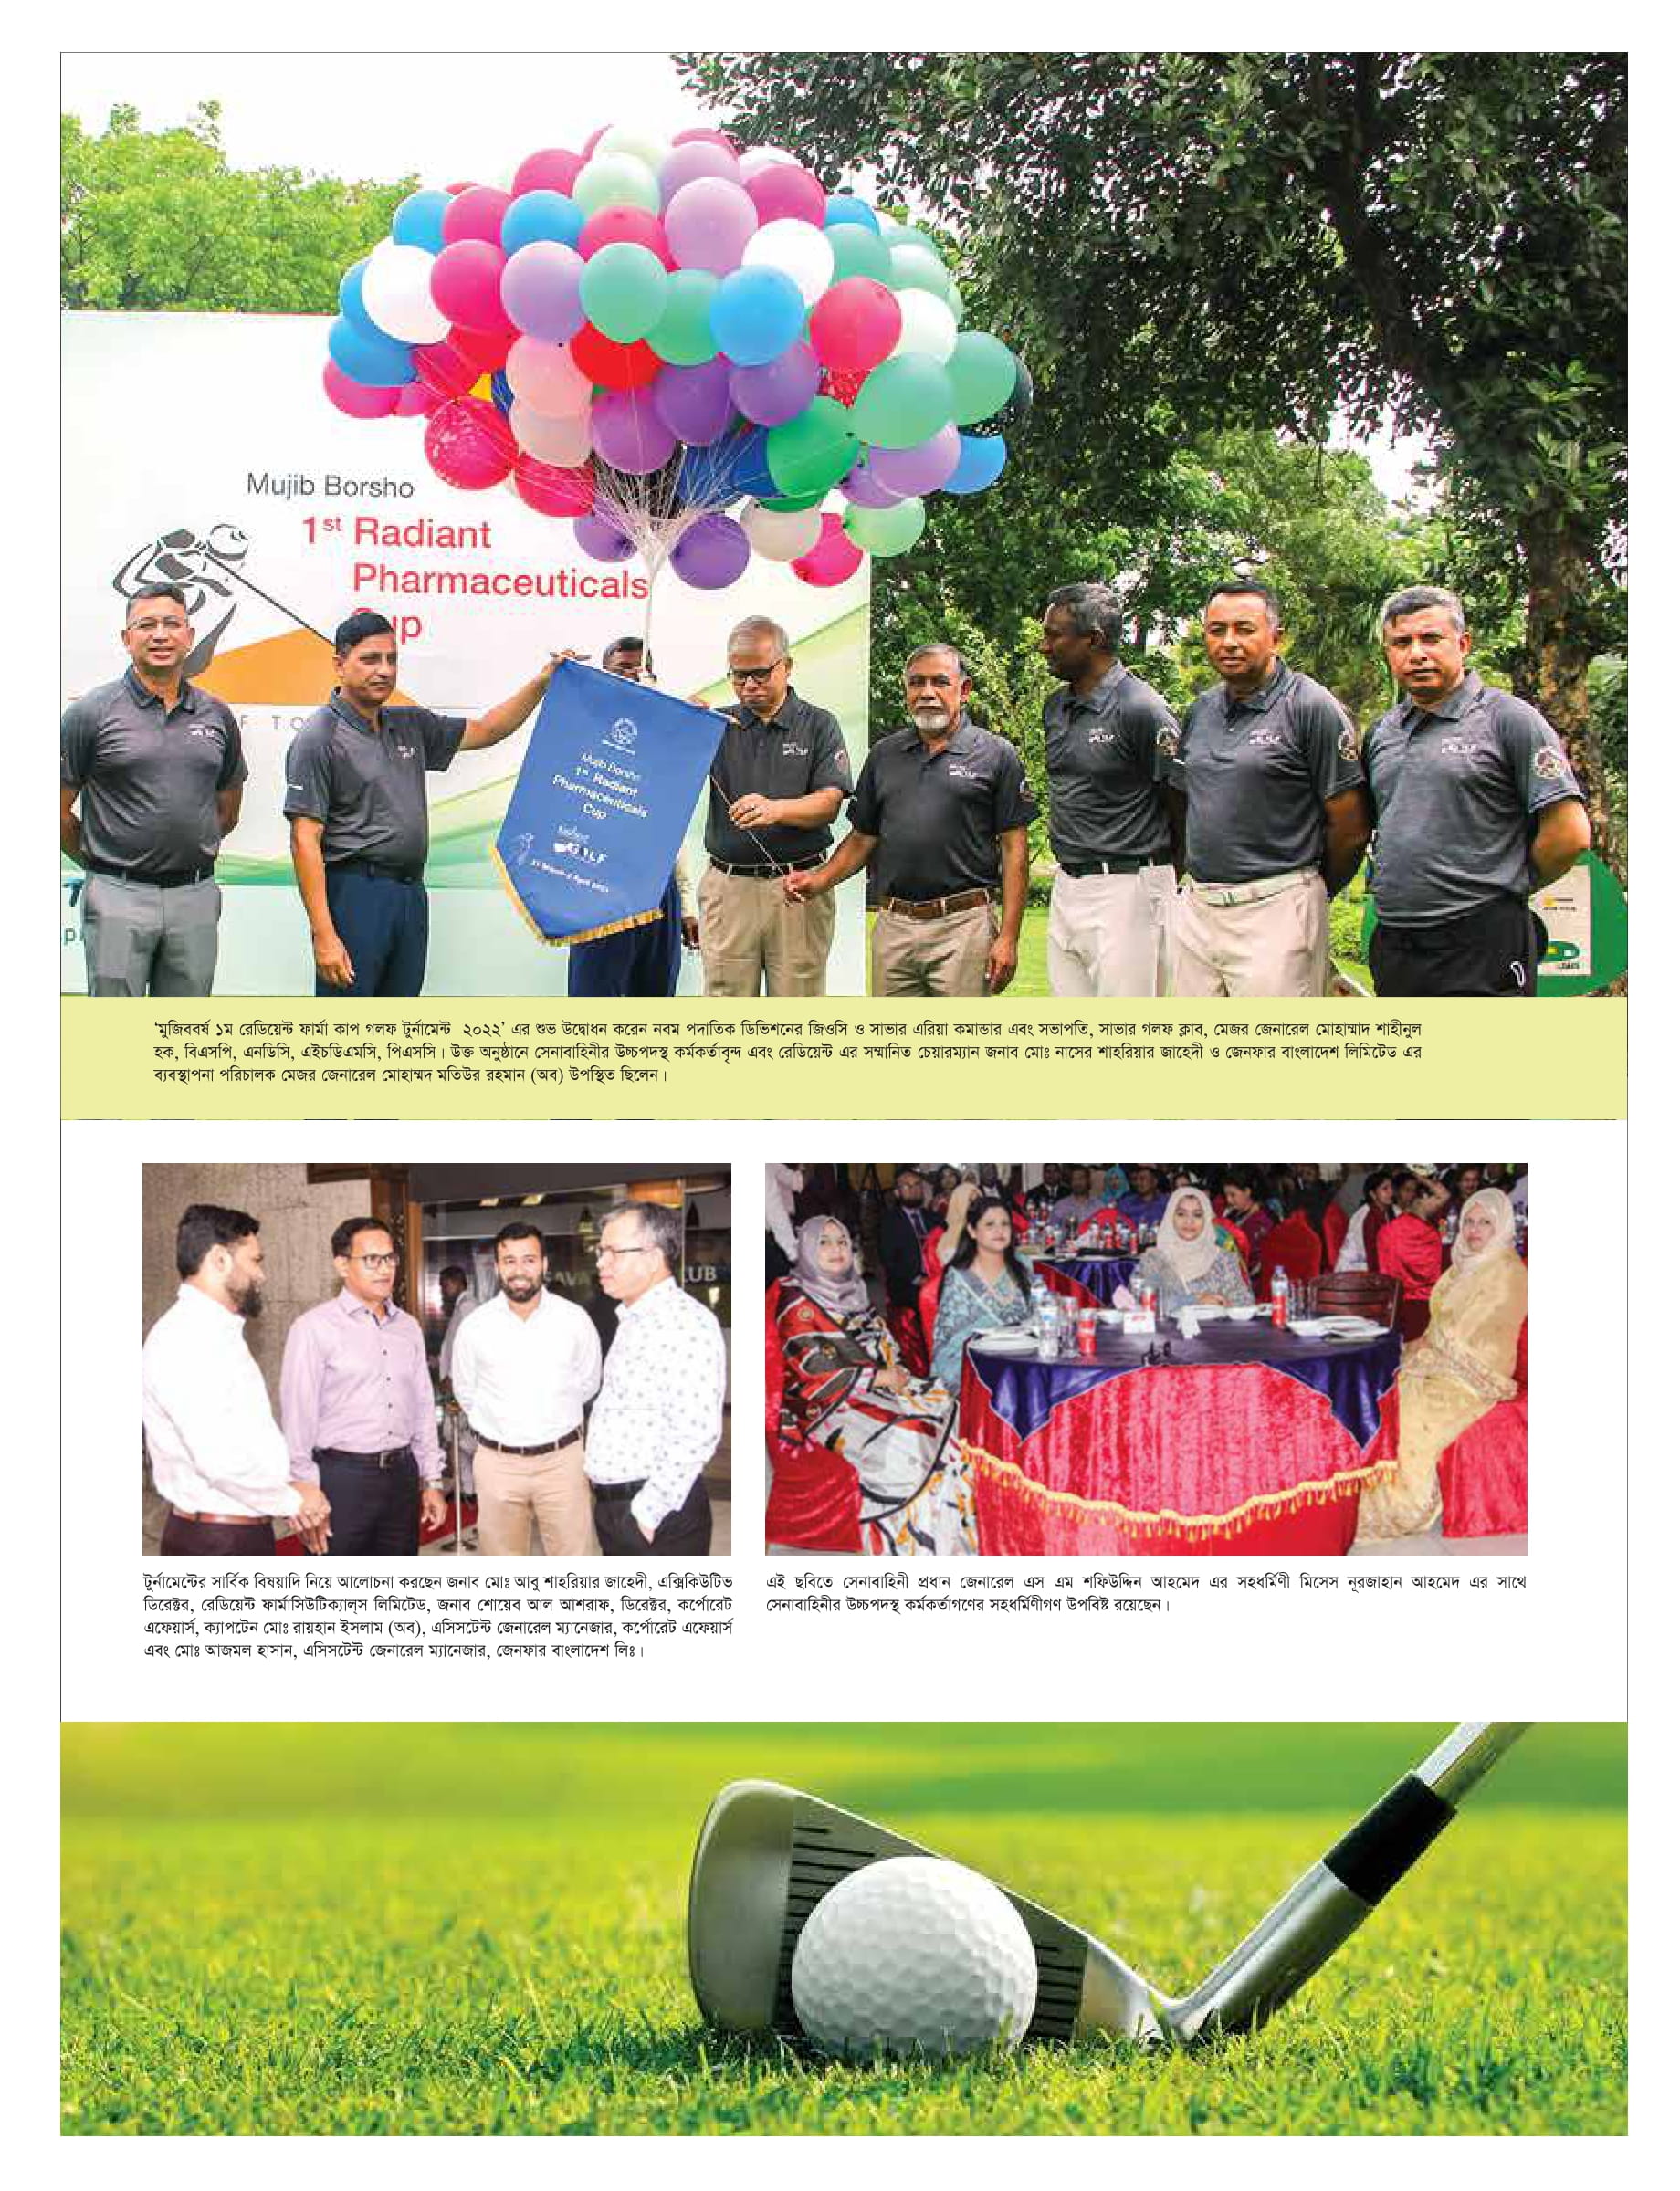 Mujib Borsho
1st Radiant
Pharmaceuticals
Mujib Borsho
1st Radiant
Pharmaceuticals
Cup
‘মুজিববর্ষ ১ম রেডিয়েন্ট ফার্মা কাপ গলফ টুর্নামেন্ট ২০২২’ এর শুভ উদ্বোধন করেন নবম পদাতিক ডিভিশনের জিওসি ও সাভার এরিয়া কমান্ডার এবং সভাপতি, সাভার গলফ ক্লাব, মেজর জেনারেল মোহাম্মাদ শাহীনুল
হক, বিএসপি, এনডিসি, এইচডিএমসি, পিএসসি। উক্ত অনুষ্ঠানে সেনাবাহিনীর উচ্চপদস্থ কর্মকর্তাবৃন্দ এবং রেডিয়েন্ট এর সম্মানিত চেয়ারম্যান জনাব মোঃ নাসের শাহরিয়ার জাহেদী ও জেনফার বাংলাদেশ লিমিটেড এর
ব্যবস্থাপনা পরিচালক মেজর জেনারেল মোহাম্মদ মতিউর রহমান (অব) উপস্থিত ছিলেন।
টুর্নামেন্টের সার্বিক বিষয়াদি নিয়ে আলোচনা করছেন জনাব মোঃ আবু শাহরিয়ার জাহেদী, এক্সিকিউটিভ
ডিরেক্টর, রেডিয়েন্ট ফার্মাসিউটিক্যাল্‌স লিমিটেড, জনাব শোয়েব আল আশরাফ, ডিরেক্টর, কর্পোরেট
এফেয়ার্স, ক্যাপটেন মোঃ রায়হান ইসলাম (অব), এসিসটেন্ট জেনারেল ম্যানেজার, কর্পোরেট এফেয়ার্স
এবং মোঃ আজমল হাসান, এসিসটেন্ট জেনারেল ম্যানেজার, জেনফার বাংলাদেশ লিঃ।
এই ছবিতে সেনাবাহিনী প্রধান জেনারেল এস এম শফিউদ্দিন আহমেদ এর সহধর্মিণী মিসেস নূরজাহান আহমেদ এর সাথে
সেনাবাহিনীর উচ্চপদস্থ কর্মকর্তাগণের সহধর্মিণীগণ উপবিষ্ট রয়েছেন।